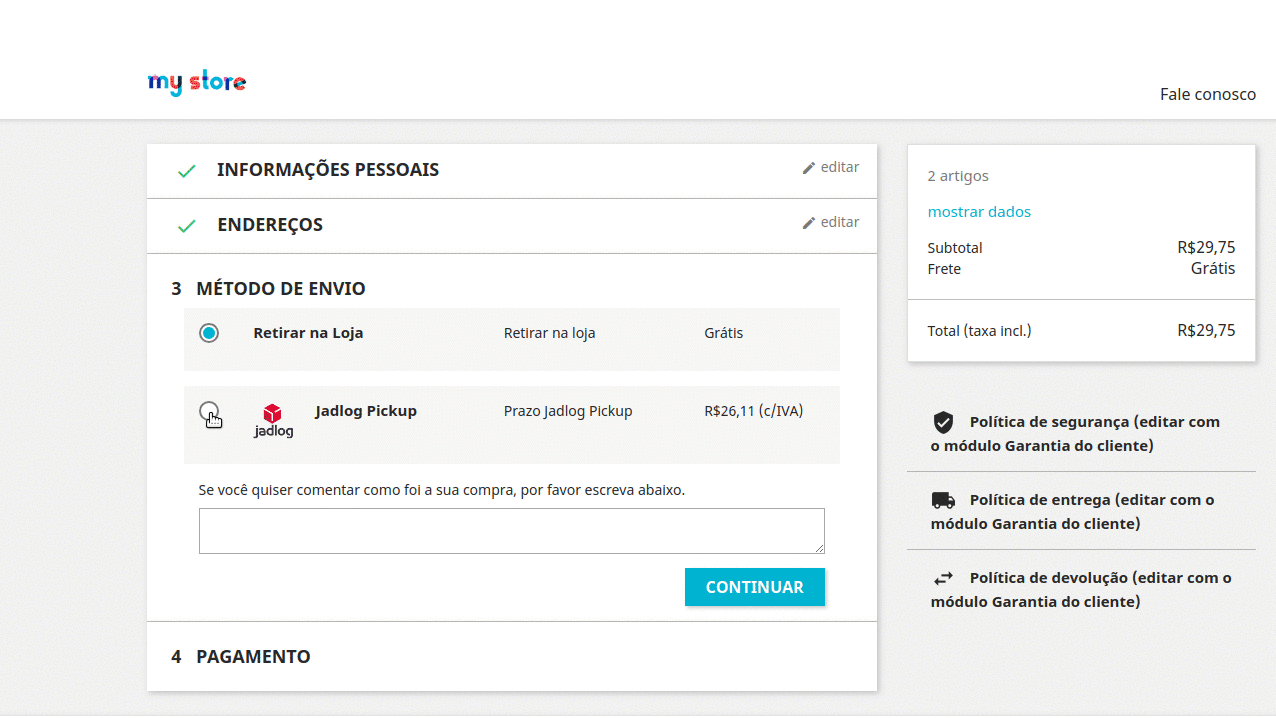 my store
Fale conosco
INFORMAÇÕES PESSOAIS
editar
ENDEREÇOS
editar
3 MÉTODO DE ENVIO
Retirar na Loja Retirar na loja Grátis
jadlog
Jadlog Pickup Prazo Jadlog Pickup R$26,11 (c/IVA)
Se você quiser comentar como foi a sua compra, por favor escreva abaixo.
CONTINUAR
4 PAGAMENTO
2 artigos
mostrar dados
Subtotal R$29,75
Frete Grátis
Total (taxa incl.) R$29,75
Política de segurança (editar com
o módulo Garantia do cliente)
Política de entrega (editar com o
módulo Garantia do cliente)
Política de devolução (editar com o
módulo Garantia do cliente)